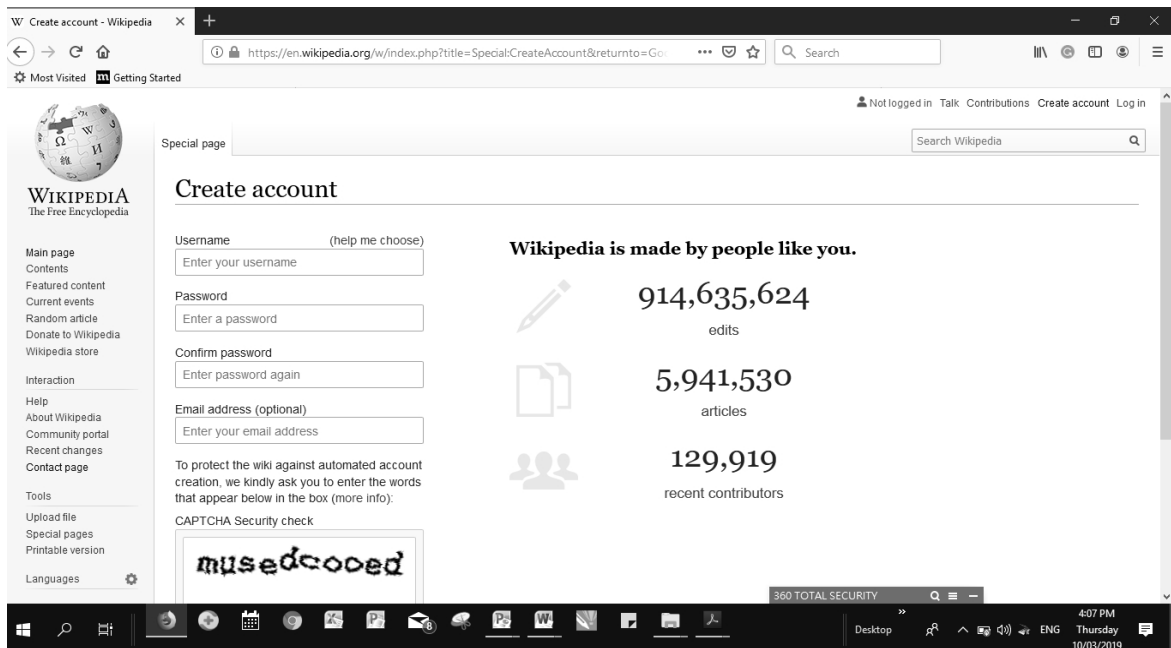 W Create account - Wikipedia
https://en.wikipedia.org/w/index.php?title=Special:CreateAccount&returnto=Go
Search
Most Visited
m Getting Started
Not logged in Talk Contributions Create account Log in
Special page
Search Wikipedia
WIKIPEDIA
The Free Encyclopedia
Main page
Contents
Featured content
Current events
Random article
Donate to Wikipedia
Wikipedia store
Interaction
Help
About Wikipedia
Community portal
Recent changes
Contact page
Tools
Upload file
Special pages
Printable version
Languages
Create account
Username (help me choose)
Enter your username
Password
Enter a password
Confirm password
Enter password again
Email address (optional)
Enter your email address
To protect the wiki against automated account
creation, we kindly ask you to enter the words
that appear below in the box (more info):
CAPTCHA Security check
musedcooed
Wikipedia is made by people like you.
914,635,624
edits
5,941,530
articles
129,919
recent contributors
360 TOTAL SECURITY
Desktop
ENG
4:07 PM
Thursday
10/03/2019